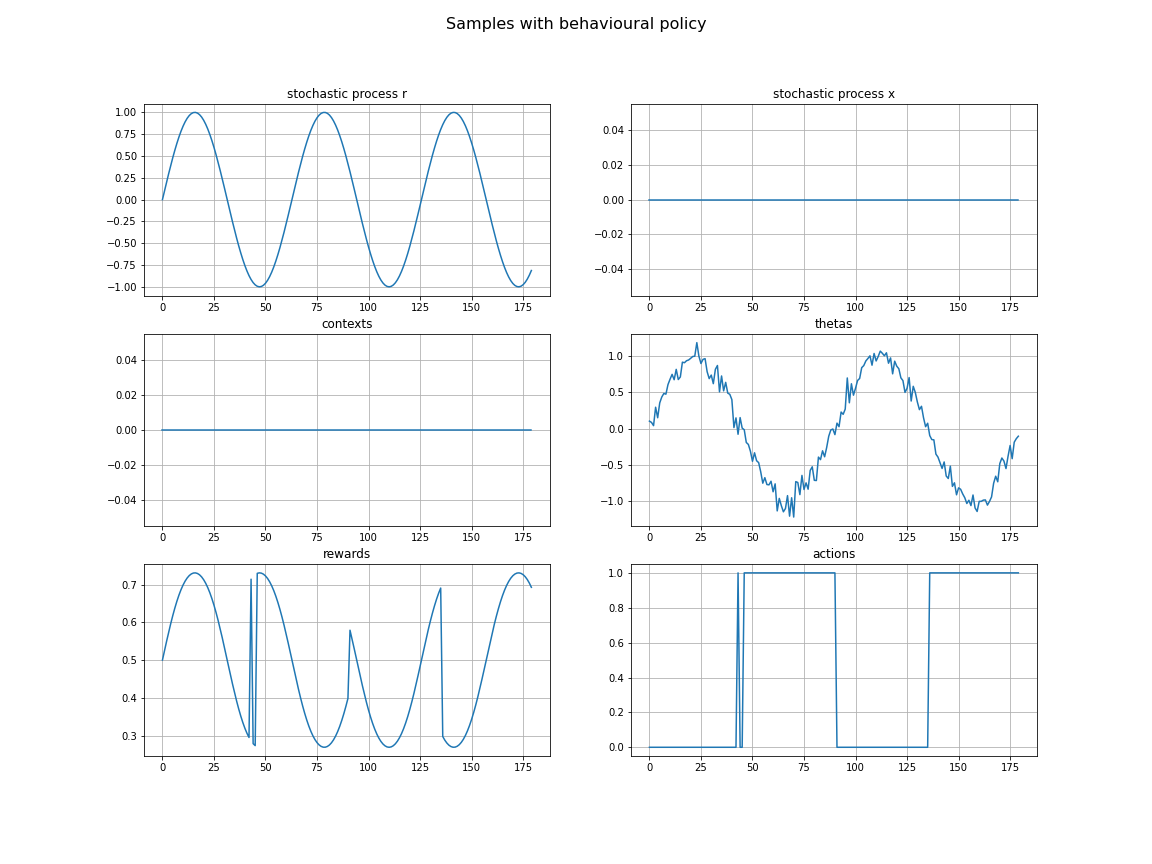 Samples with behavioural policy
stochastic process r
1.00
0.75
0.50
0.25
0.00
−0.25
−0.50
−0.75
−1.00
0 25 50 75 100 125 150 175
stochastic process x
0.04
0.02
0.00
−0.02
−0.04
0 25 50 75 100 125 150 175
contexts
0.04
0.02
0.00
−0.02
−0.04
0 25 50 75 100 125 150 175
thetas
1.0
0.5
0.0
−0.5
−1.0
0 25 50 75 100 125 150 175
rewards
0.7
0.6
0.5
0.4
0.3
0 25 50 75 100 125 150 175
actions
1.0
0.8
0.6
0.4
0.2
0.0
0 25 50 75 100 125 150 175